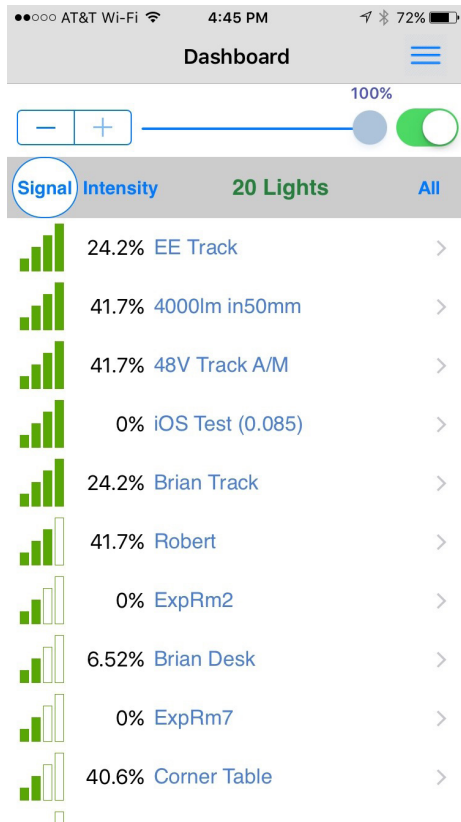 AT&T Wi-Fi 4:45 PM 72%
Dashboard
100%
− +
Signal Intensity 20 Lights All
24.2% EE Track
41.7% 4000lm in50mm
41.7% 48V Track A/M
0% iOS Test (0.085)
24.2% Brian Track
41.7% Robert
0% ExpRm2
6.52% Brian Desk
0% ExpRm7
40.6% Corner Table